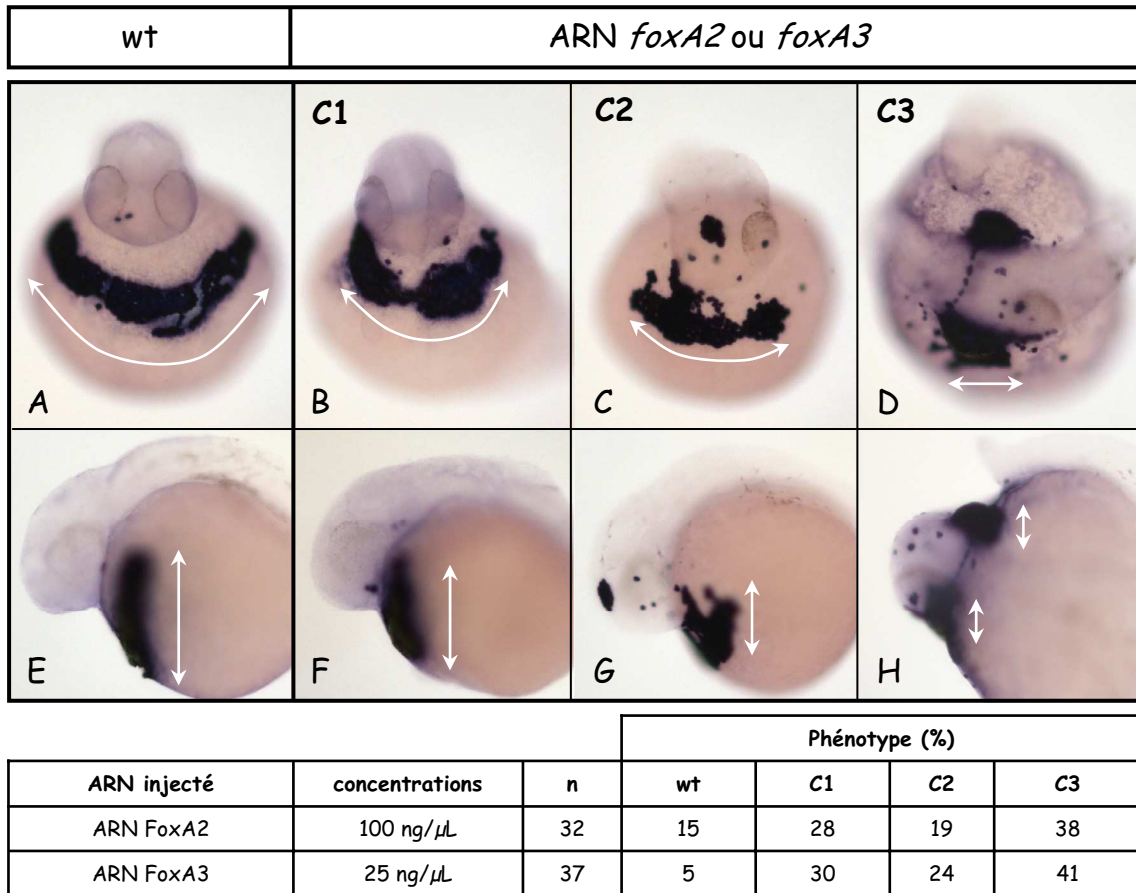 wt ARN foxA2 ou foxA3
C1 C2 C3
A B C D
E F G H
Phénotype (%)
ARN injecté concentrations n wt C1 C2 C3
ARN FoxA2 100 ng/µL 32 15 28 19 38
ARN FoxA3 25 ng/µL 37 5 30 24 41